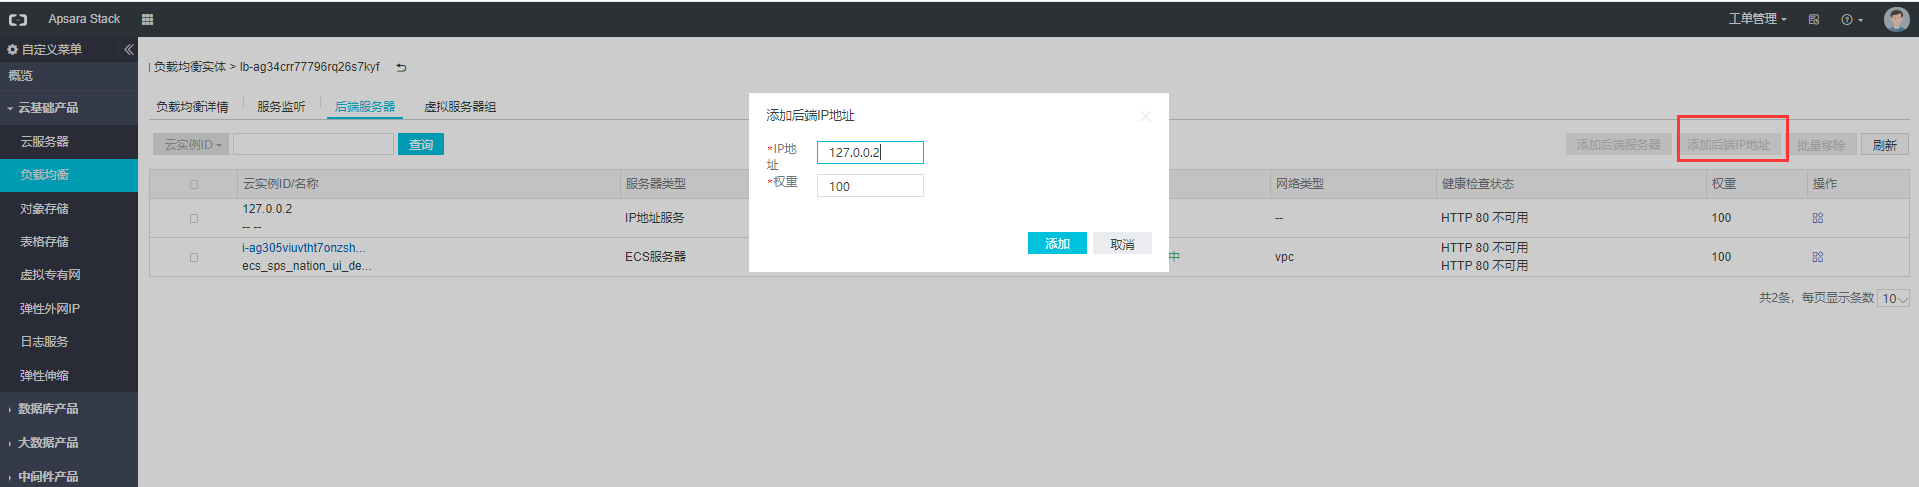 Apsara Stack
工单管理
自定义菜单
概览
云基础产品
云服务器
负载均衡
对象存储
表格存储
虚拟专有网
弹性外网IP
日志服务
弹性伸缩
数据库产品
大数据产品
中间件产品
负载均衡实体 > lb-ag34crr77796rq26s7kyf
负载均衡详情 服务监听 后端服务器 虚拟服务器组
云实例ID 查询 添加后端服务器 添加后端IP地址 批量移除 刷新
云实例ID/名称 服务器类型 网络类型 健康检查状态 权重 操作
127.0.0.2 IP地址服务 -- HTTP 80 不可用 100
-- --
i-ag305viuvtht7onzsh... ECS服务器 中 vpc HTTP 80 不可用 100
ecs_sps_nation_ui_de... HTTP 80 不可用
共2条，每页显示条数 10
添加后端IP地址
*IP地址 127.0.0.2
*权重 100
添加 取消